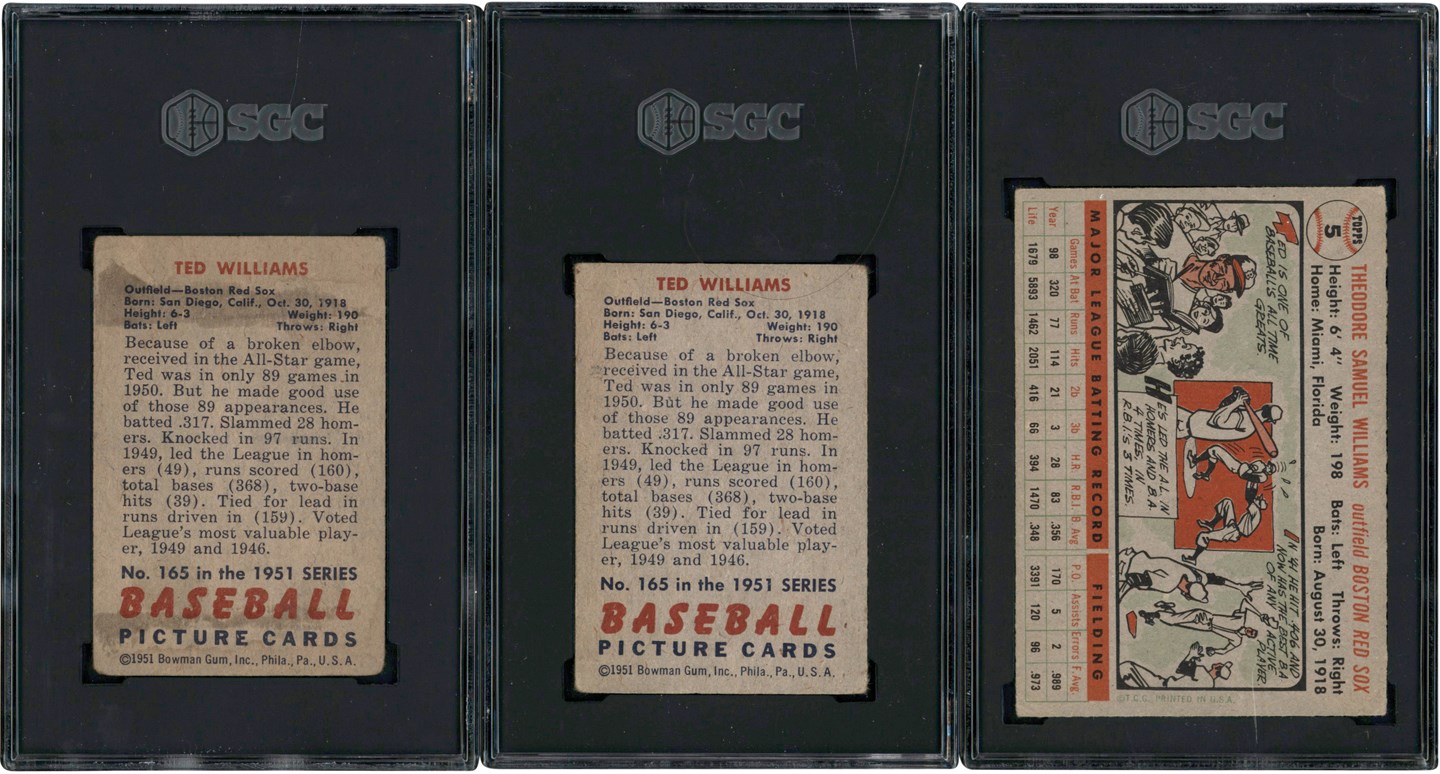 SGC
TED WILLIAMS
Outfield—Boston Red Sox
Born: San Diego, Calif., Oct. 30, 1918
Height: 6-3 Weight: 190
Bats: Left Throws: Right
Because of a broken elbow,
received in the All-Star game,
Ted was in only 89 games in
1950. But he made good use
of those 89 appearances. He
batted .317. Slammed 28 hom-
ers. Knocked in 97 runs. In
1949, led the League in hom-
ers (49), runs scored (160),
total bases (368), two-base
hits (39). Tied for lead in
runs driven in (159). Voted
League's most valuable play-
er, 1949 and 1946.
No. 165 in the 1951 SERIES
BASEBALL
PICTURE CARDS
©1951 Bowman Gum, Inc., Phila., Pa., U.S.A.
SGC
TED WILLIAMS
Outfield—Boston Red Sox
Born: San Diego, Calif., Oct. 30, 1918
Height: 6-3 Weight: 190
Bats: Left Throws: Right
Because of a broken elbow,
received in the All-Star game,
Ted was in only 89 games in
1950. But he made good use
of those 89 appearances. He
batted .317. Slammed 28 hom-
ers. Knocked in 97 runs. In
1949, led the League in hom-
ers (49), runs scored (160),
total bases (368), two-base
hits (39). Tied for lead in
runs driven in (159). Voted
League's most valuable play-
er, 1949 and 1946.
No. 165 in the 1951 SERIES
BASEBALL
PICTURE CARDS
©1951 Bowman Gum, Inc., Phila., Pa., U.S.A.
SGC
TOPPS
5
THEODORE SAMUEL WILLIAMS outfield BOSTON RED SOX
Height: 6' 4" Weight: 198 Bats: Left Throws: Right
Home: Miami, Florida Born: August 30, 1918
TED IS ONE OF
BASEBALL'S ALL TIME
GREATS.
HE'S LED THE A.L. IN
HOMERS AND B.A.
4 TIMES, IN
R.B.I.'S 3 TIMES.
IN '41 HE HIT .406 AND
NOW HAS THE BEST B.A.
OF ANY ACTIVE
PLAYER.
MAJOR LEAGUE BATTING RECORD FIELDING
Games At Bat Runs Hits 2b 3b H.R. R.B.I. B. Avg. P.O. Assists Errors F. Avg.
Year 98 320 77 114 21 3 28 83 .356 170 5 2 .989
Life 1679 5893 1462 2051 416 66 394 1470 .348 3391 120 96 .973
©T.C.G. PRINTED IN U.S.A.